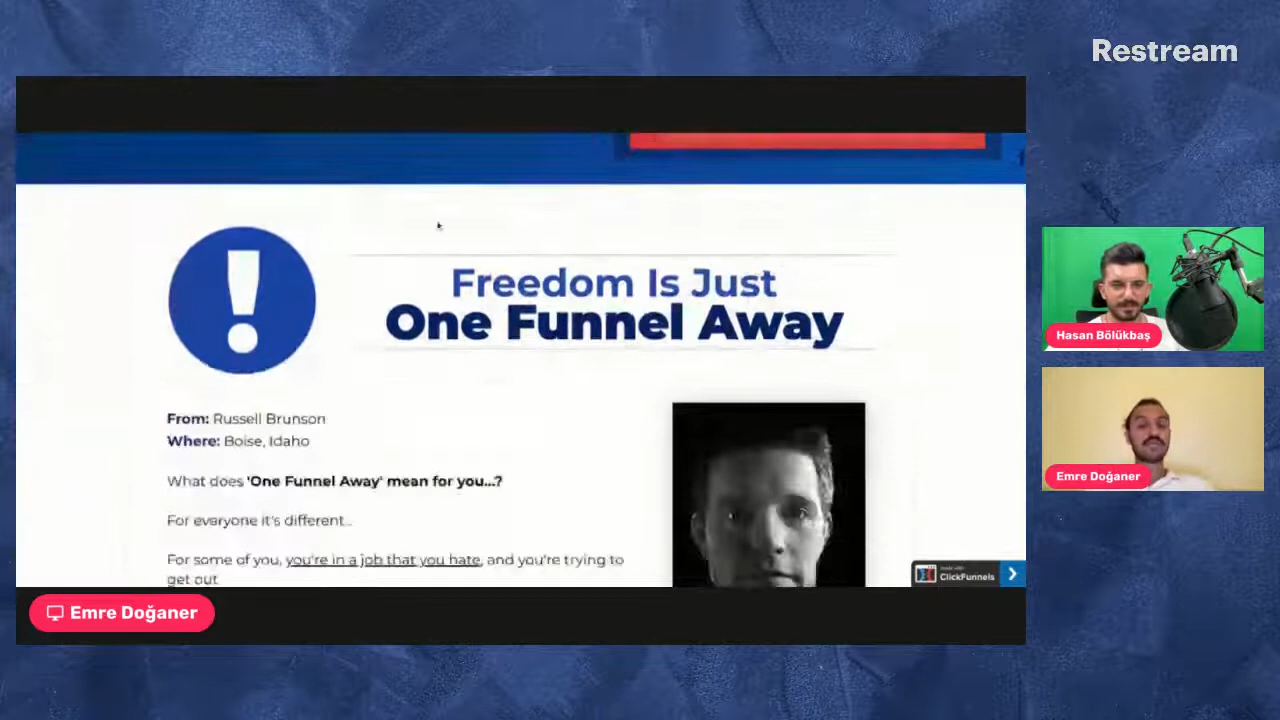 Restream
Freedom Is Just
One Funnel Away
From: Russell Brunson
Where: Boise, Idaho
What does 'One Funnel Away' mean for you...?
For everyone it's different...
For some of you, you're in a job that you hate, and you're trying to
get out
made with
ClickFunnels
Emre Doğaner
Hasan Bölükbaş
Emre Doğaner